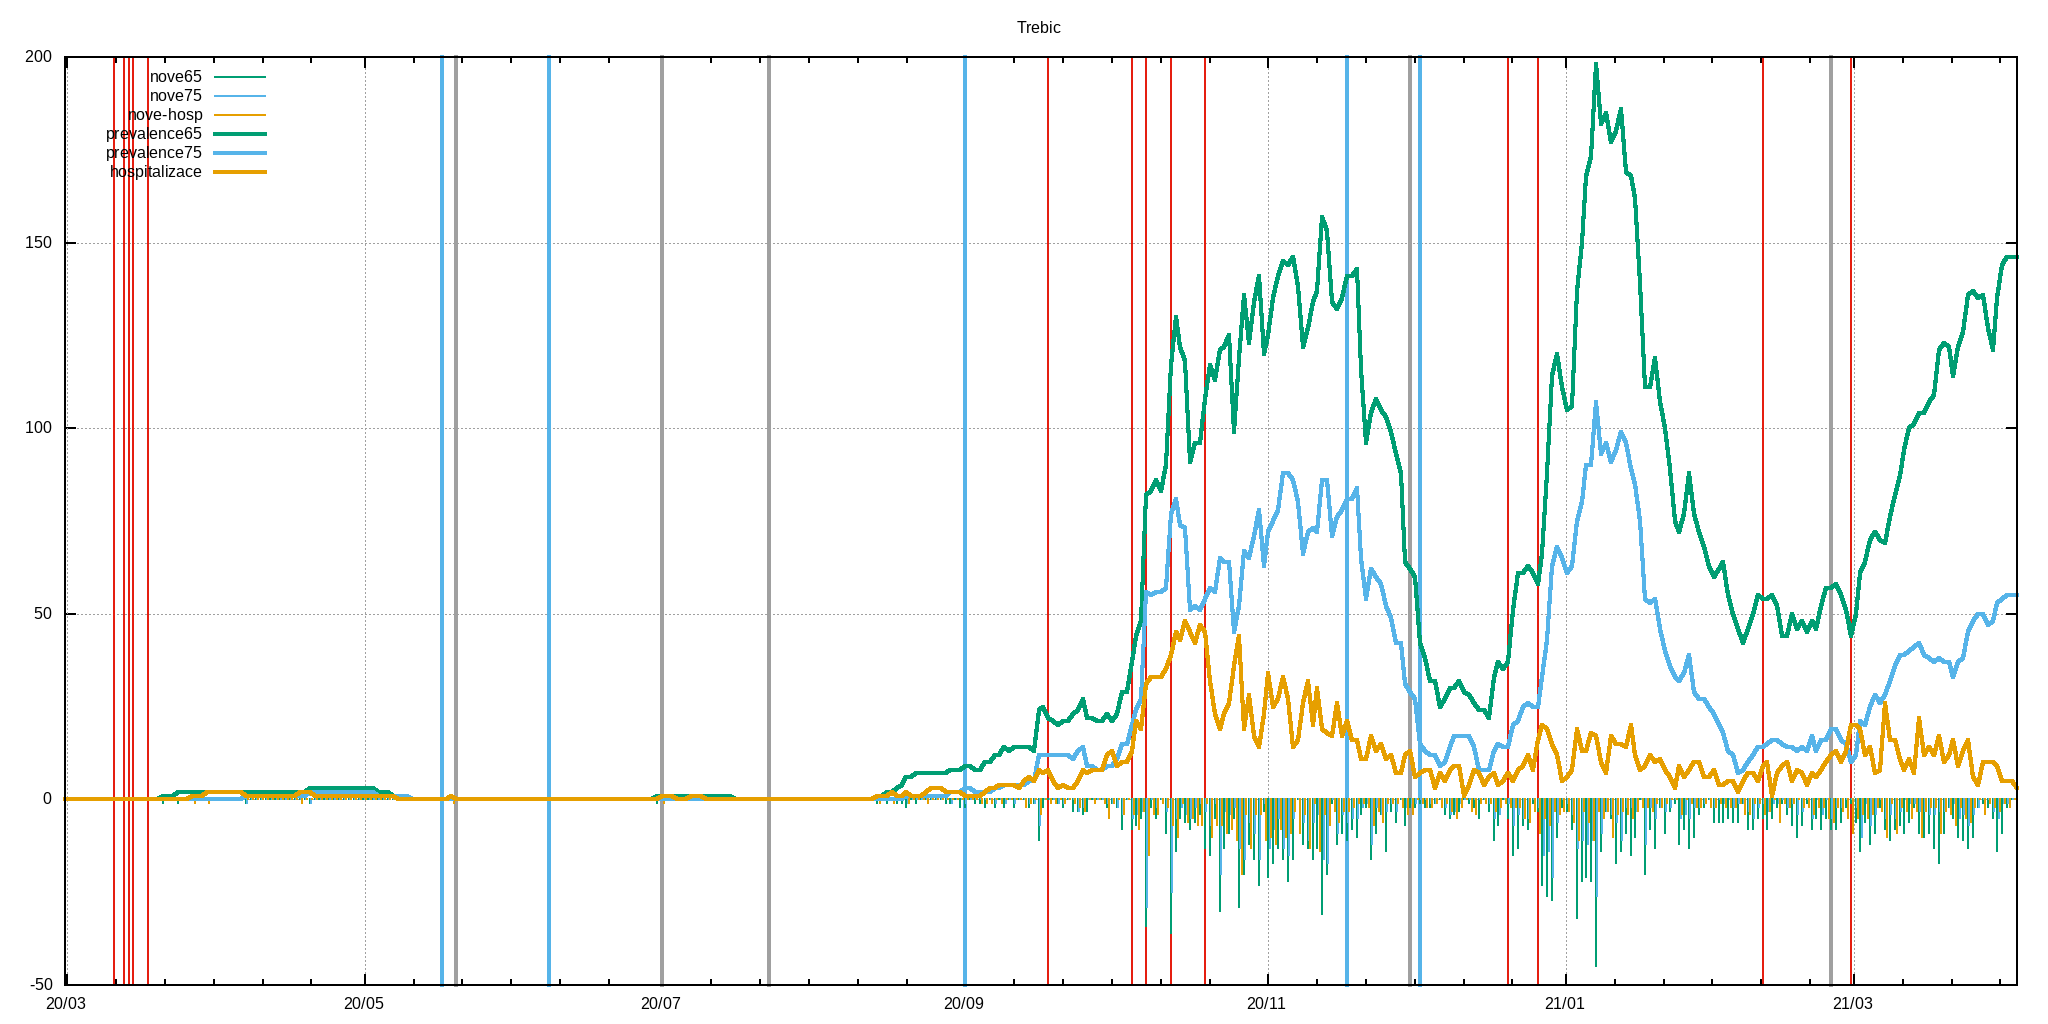 Trebic
200
150
100
50
0
-50
nove65
nove75
nove-hosp
prevalence65
prevalence75
hospitalizace
20/03 20/05 20/07 20/09 20/11 21/01 21/03